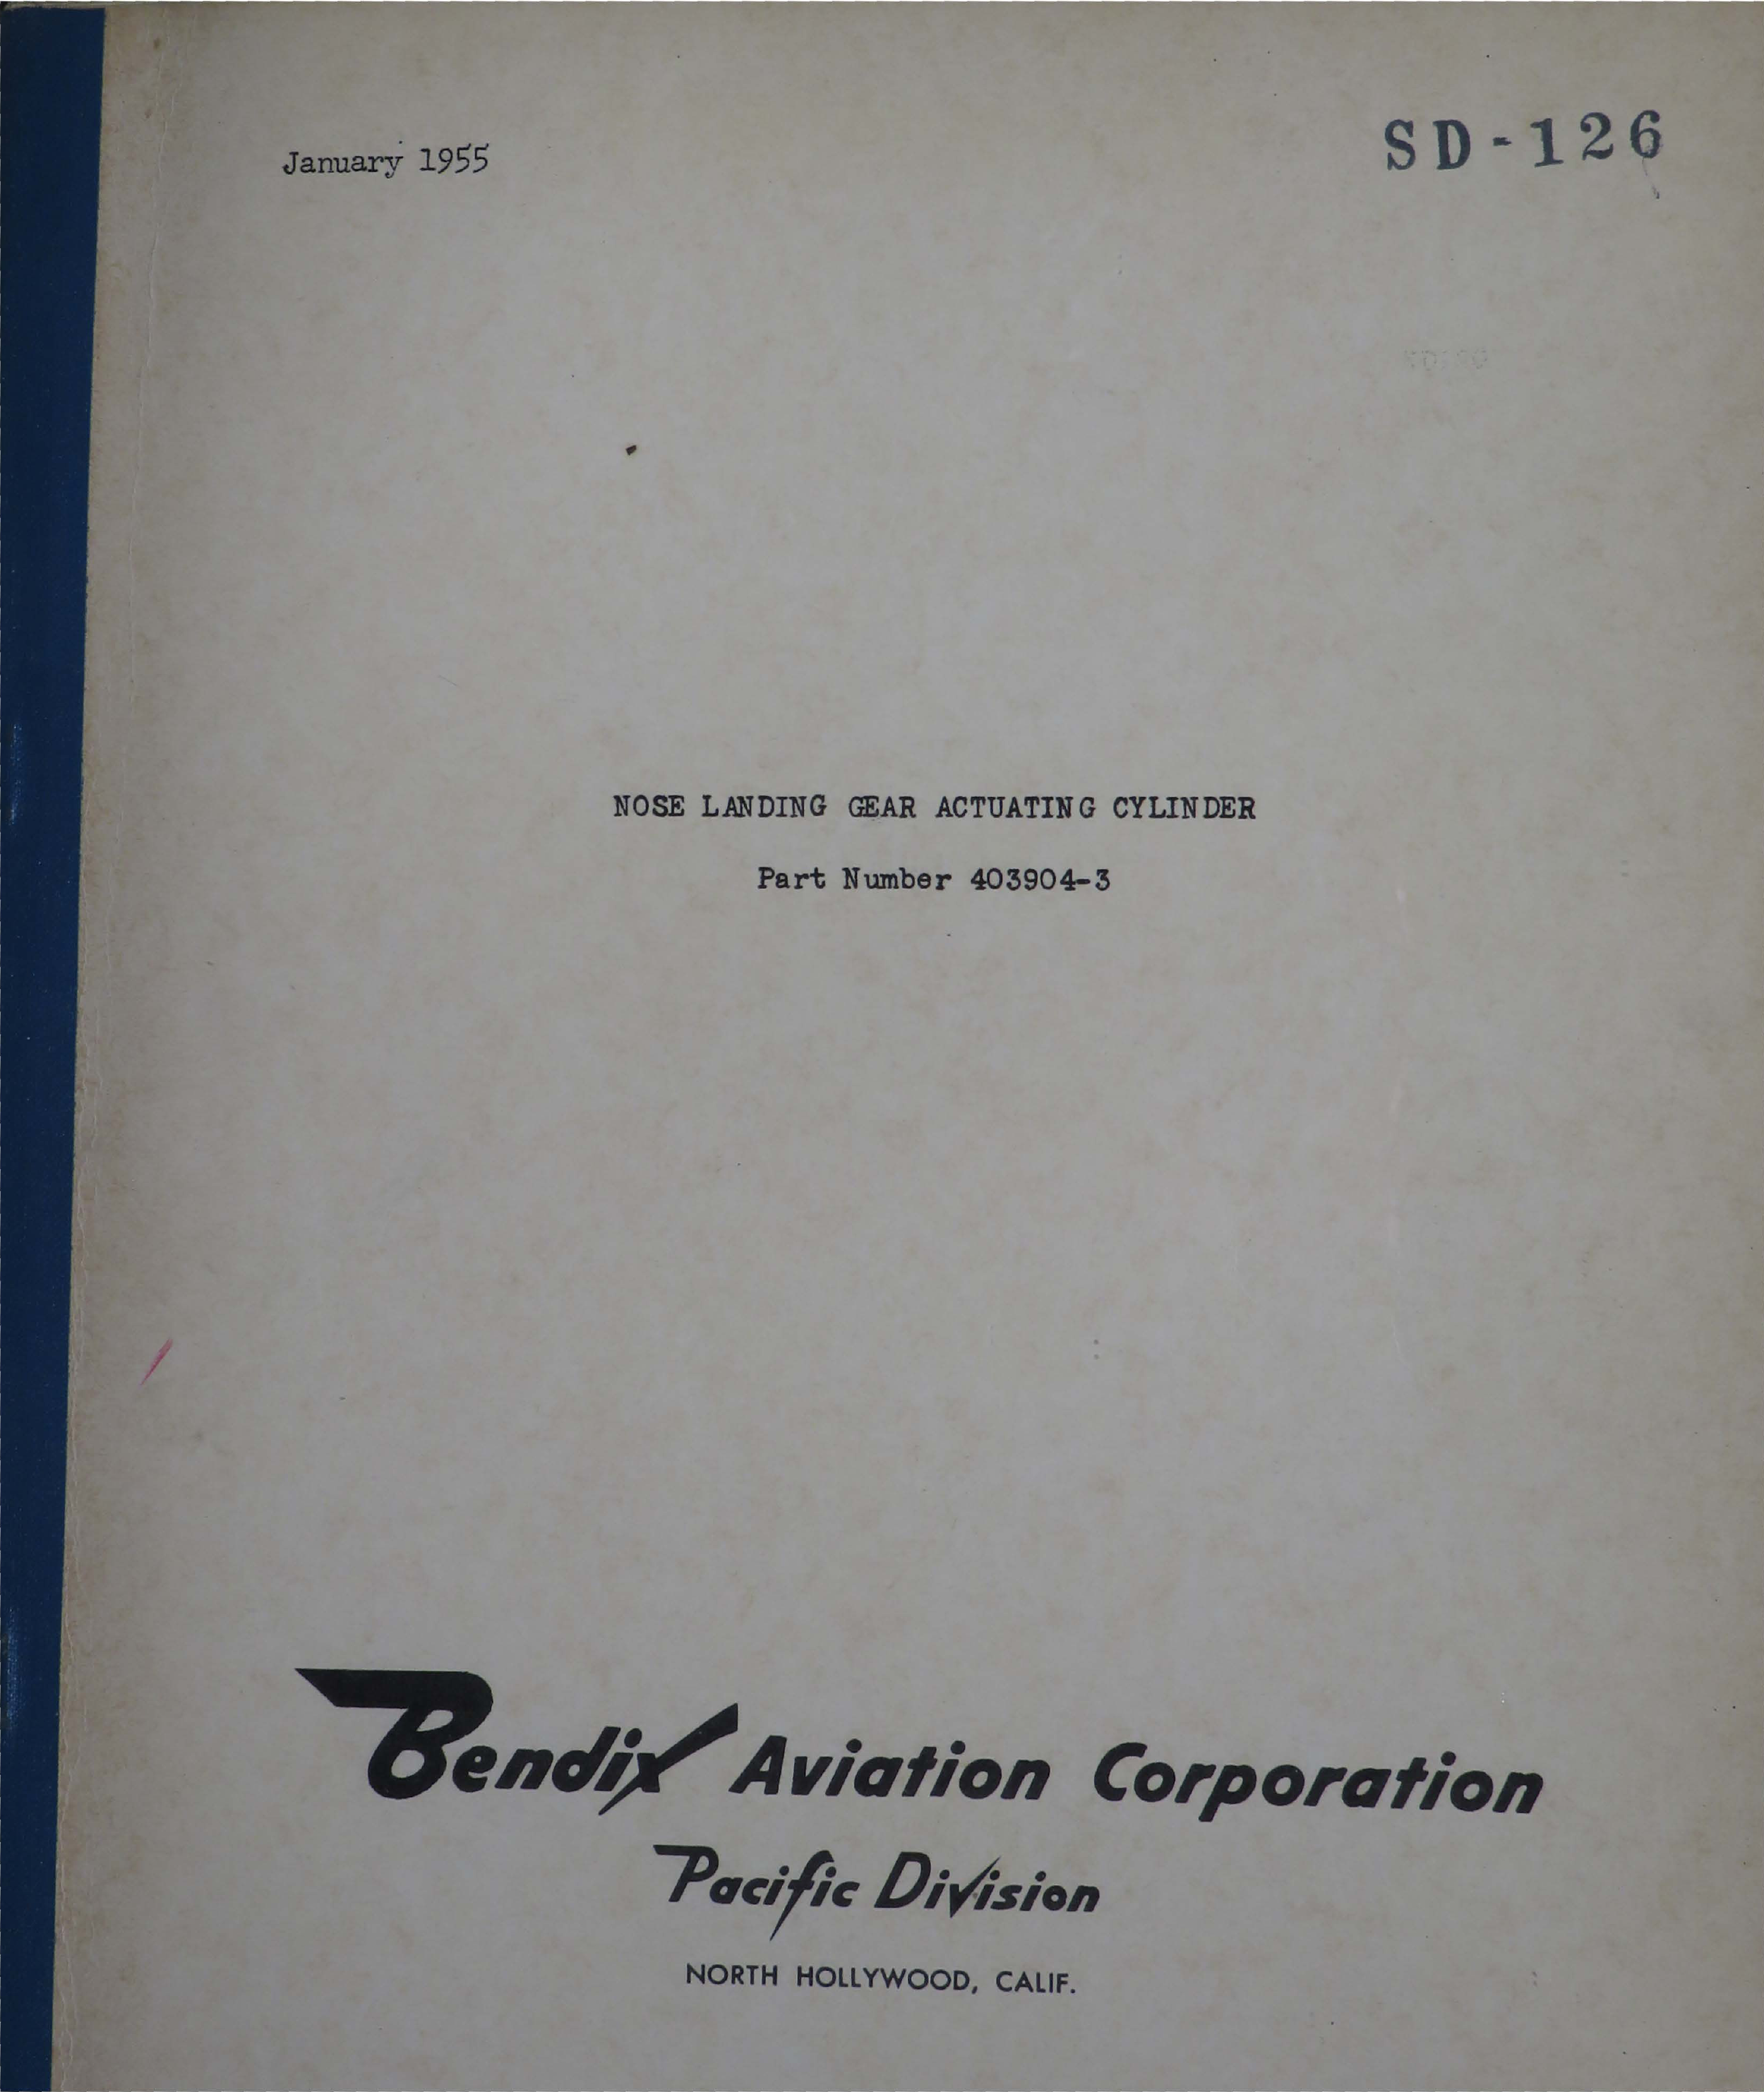 January 1955
SD-126
NOSE LANDING GEAR ACTUATING CYLINDER
Part Number 403904-3
Bendix Aviation Corporation
Pacific Division
NORTH HOLLYWOOD, CALIF.